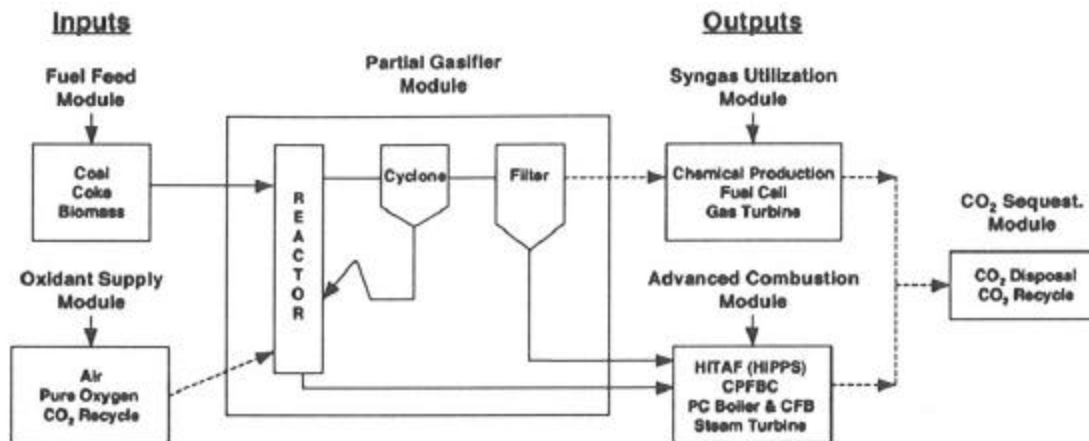 Inputs
Outputs
Partial Gasifier
Module
Fuel Feed
Module
Syngas Utilization
Module
Coal
Coke
Biomass
REACTOR
Cyclone
Filter
Chemical Production
Fuel Cell
Gas Turbine
CO₂ Sequest.
Module
Oxidant Supply
Module
Advanced Combustion
Module
CO₂ Disposal
CO₂ Recycle
Air
Pure Oxygen
CO₂ Recycle
HITAF (HIPPS)
CPFBC
PC Boiler & CFB
Steam Turbine